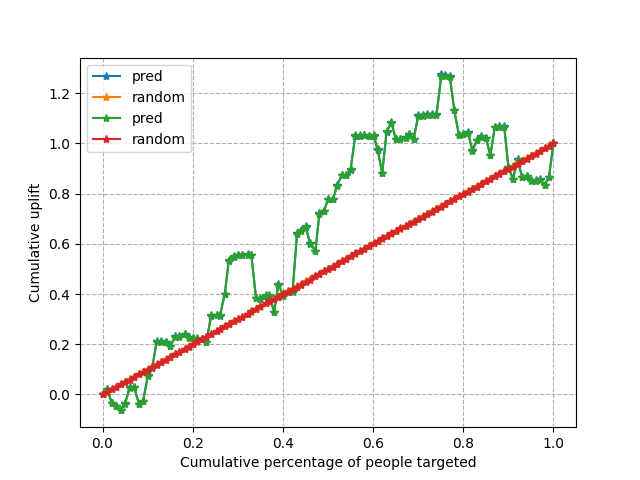 pred
random
pred
random
1.2
1.0
0.8
0.6
0.4
0.2
0.0
Cumulative uplift
0.0 0.2 0.4 0.6 0.8 1.0
Cumulative percentage of people targeted